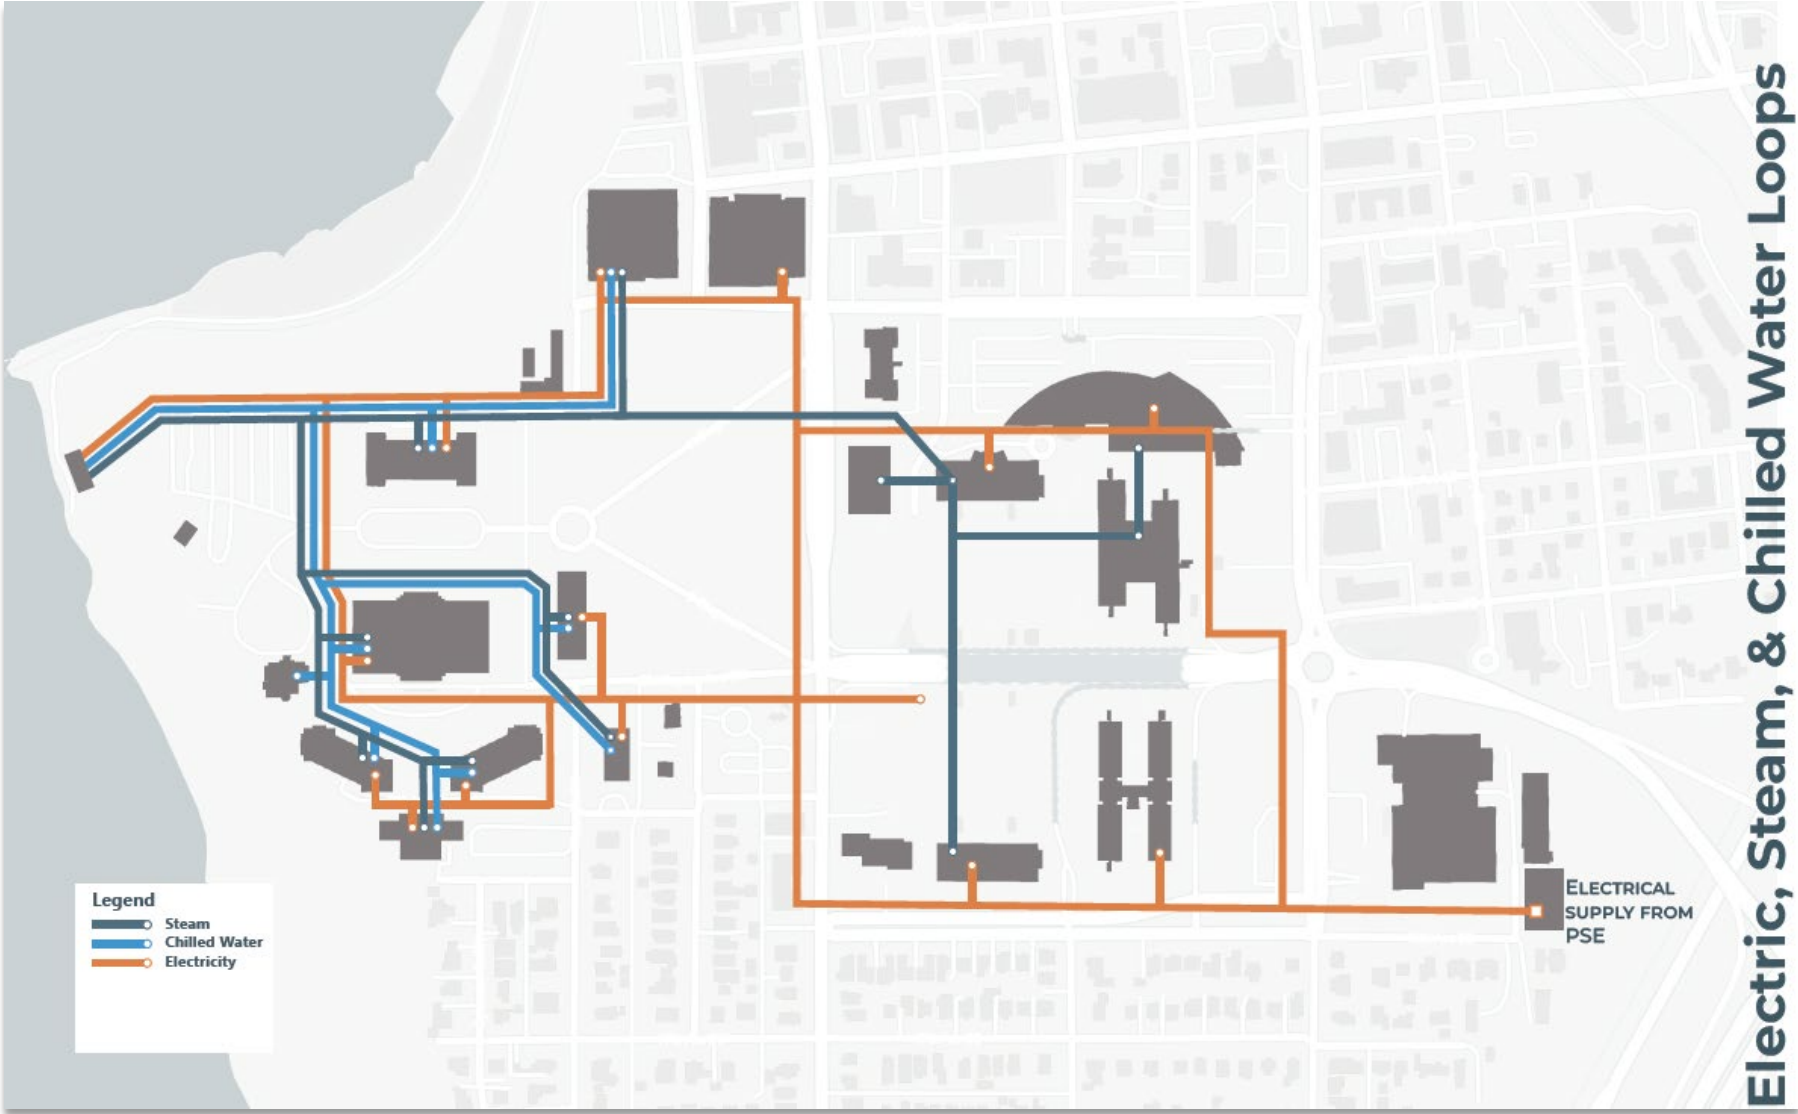 Electric, Steam, & Chilled Water Loops
Legend
Steam
Chilled Water
Electricity
ELECTRICAL
SUPPLY FROM
PSE